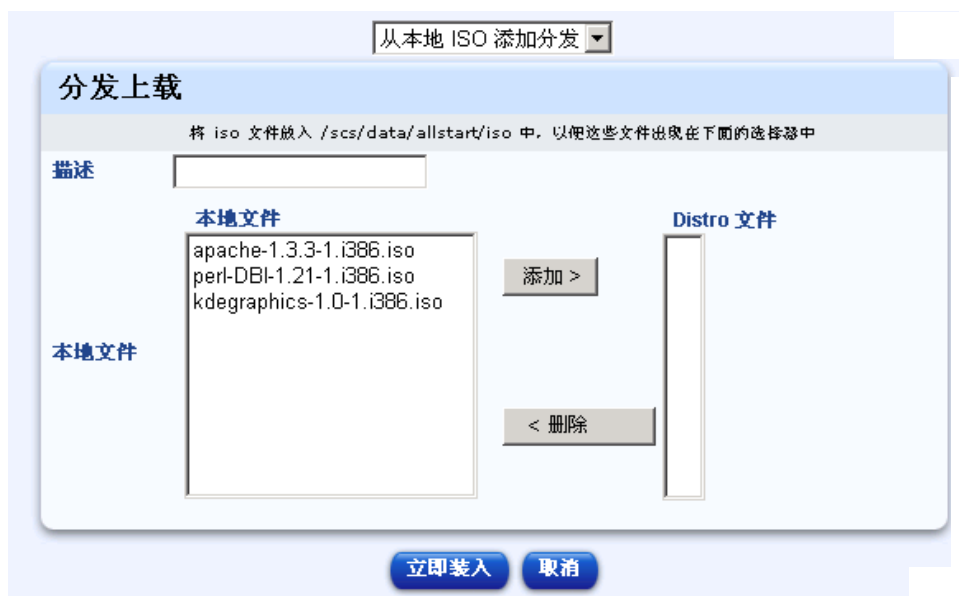 从本地 ISO 添加分发
分发上载
将 iso 文件放入 /scs/data/allstart/iso 中，以便这些文件出现在下面的选择器中
描述
本地文件
Distro 文件
apache-1.3.3-1.i386.iso
perl-DBI-1.21-1.i386.iso
kdegraphics-1.0-1.i386.iso
添加 >
本地文件
< 删除
立即装入
取消